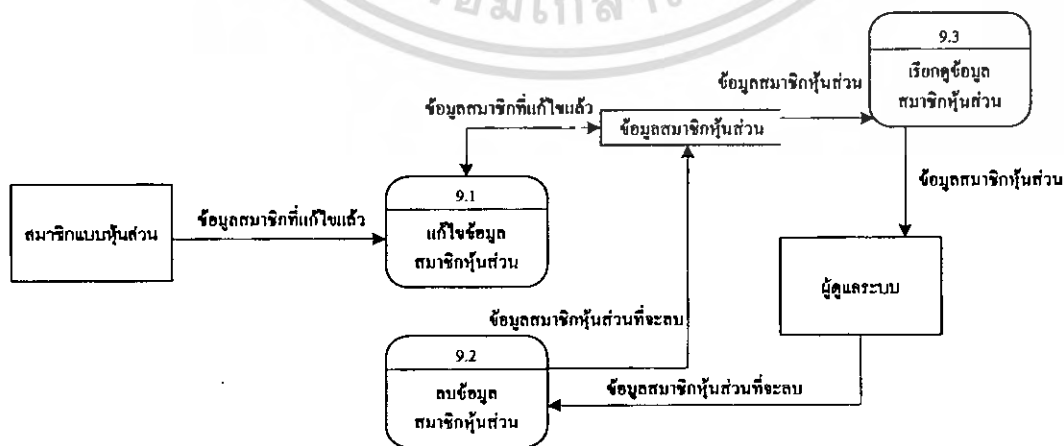 9.3
เรียกดูข้อมูล
สมาชิกหุ้นส่วน
ข้อมูลสมาชิกหุ้นส่วน
ข้อมูลสมาชิกที่แก้ไขแล้ว
ข้อมูลสมาชิกหุ้นส่วน
ข้อมูลสมาชิกหุ้นส่วน
9.1
แก้ไขข้อมูล
สมาชิกหุ้นส่วน
สมาชิกแบบหุ้นส่วน
ข้อมูลสมาชิกที่แก้ไขแล้ว
ผู้ดูแลระบบ
ข้อมูลสมาชิกหุ้นส่วนที่จะลบ
9.2
ลบข้อมูล
สมาชิกหุ้นส่วน
ข้อมูลสมาชิกหุ้นส่วนที่จะลบ